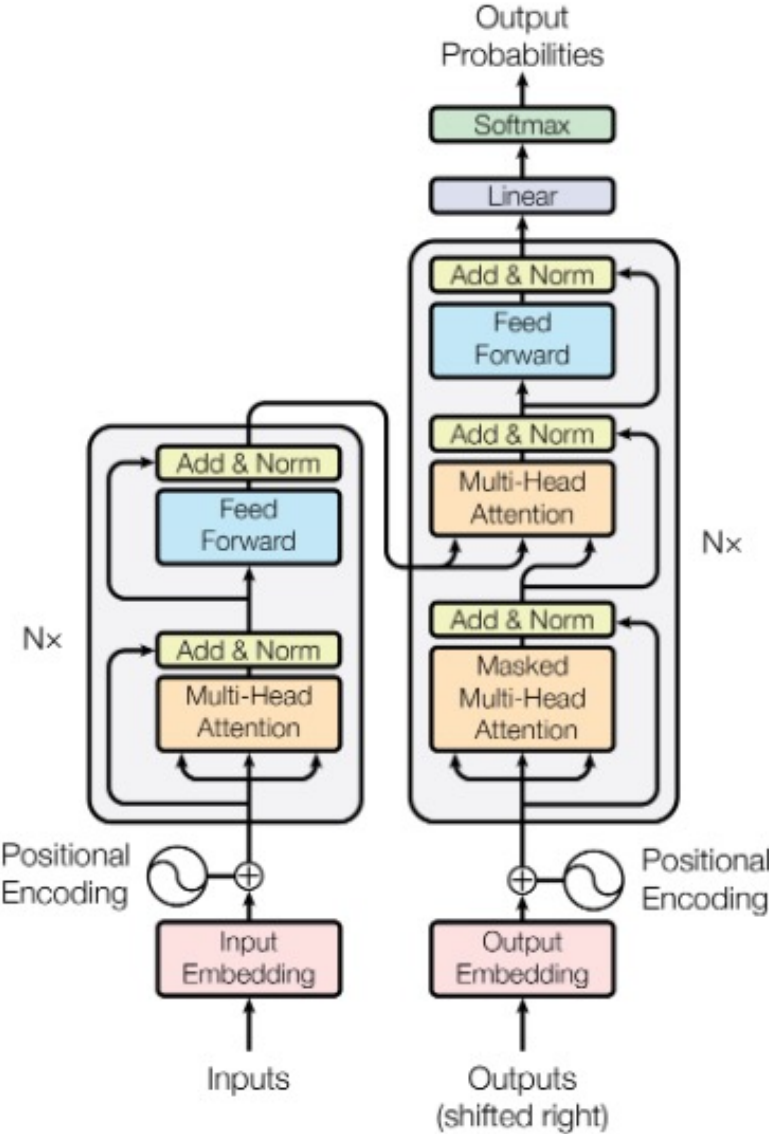 Output
Probabilities
Softmax
Linear
Add & Norm
Feed
Forward
Add & Norm
Multi-Head
Attention
Nx
Add & Norm
Masked
Multi-Head
Attention
Add & Norm
Feed
Forward
Nx
Add & Norm
Multi-Head
Attention
Positional
Encoding
Positional
Encoding
Input
Embedding
Output
Embedding
Inputs
Outputs
(shifted right)